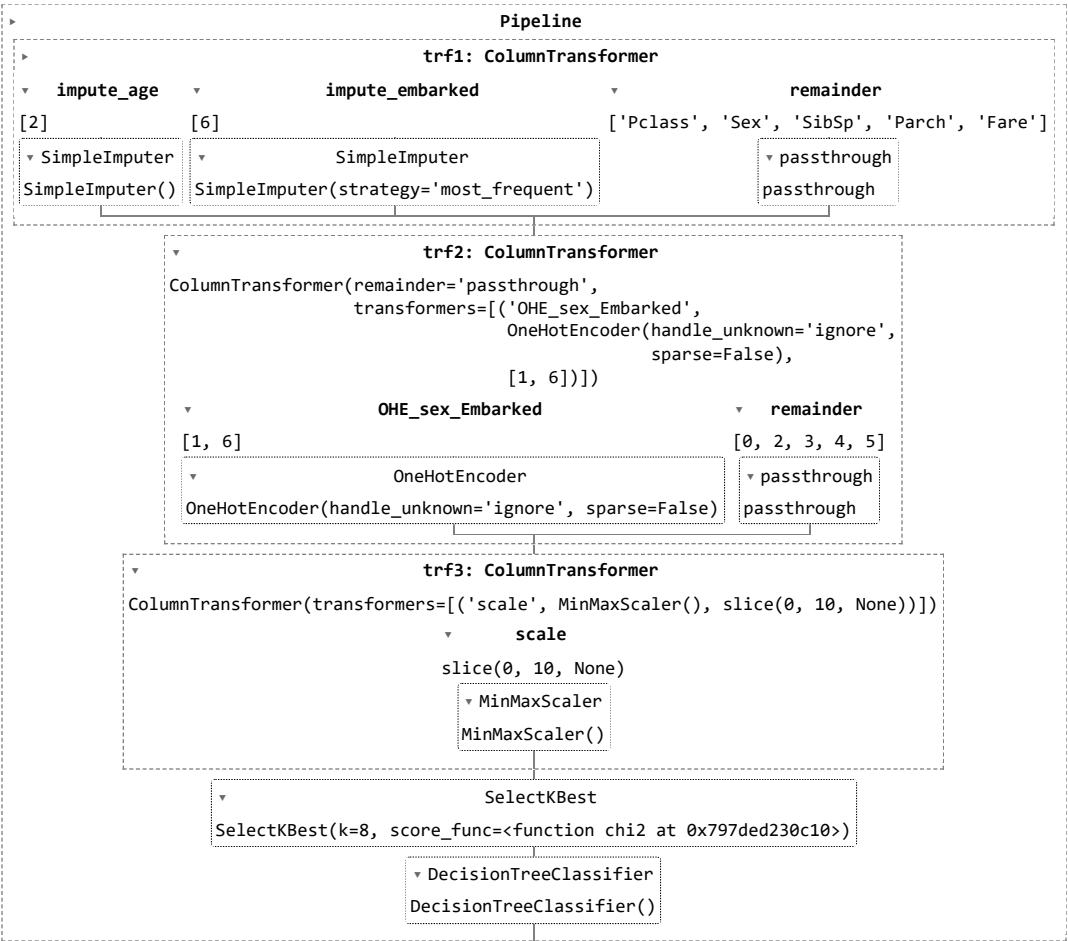 Pipeline
trf1: ColumnTransformer
impute_age impute_embarked remainder
[2] [6] ['Pclass', 'Sex', 'SibSp', 'Parch', 'Fare']
SimpleImputer SimpleImputer passthrough
SimpleImputer() SimpleImputer(strategy='most_frequent') passthrough
trf2: ColumnTransformer
ColumnTransformer(remainder='passthrough',
transformers=[('OHE_sex_Embarked',
OneHotEncoder(handle_unknown='ignore',
sparse=False),
[1, 6])])
OHE_sex_Embarked remainder
[1, 6] [0, 2, 3, 4, 5]
OneHotEncoder passthrough
OneHotEncoder(handle_unknown='ignore', sparse=False) passthrough
trf3: ColumnTransformer
ColumnTransformer(transformers=[('scale', MinMaxScaler(), slice(0, 10, None))])
scale
slice(0, 10, None)
MinMaxScaler
MinMaxScaler()
SelectKBest
SelectKBest(k=8, score_func=<function chi2 at 0x797ded230c10>)
DecisionTreeClassifier
DecisionTreeClassifier()